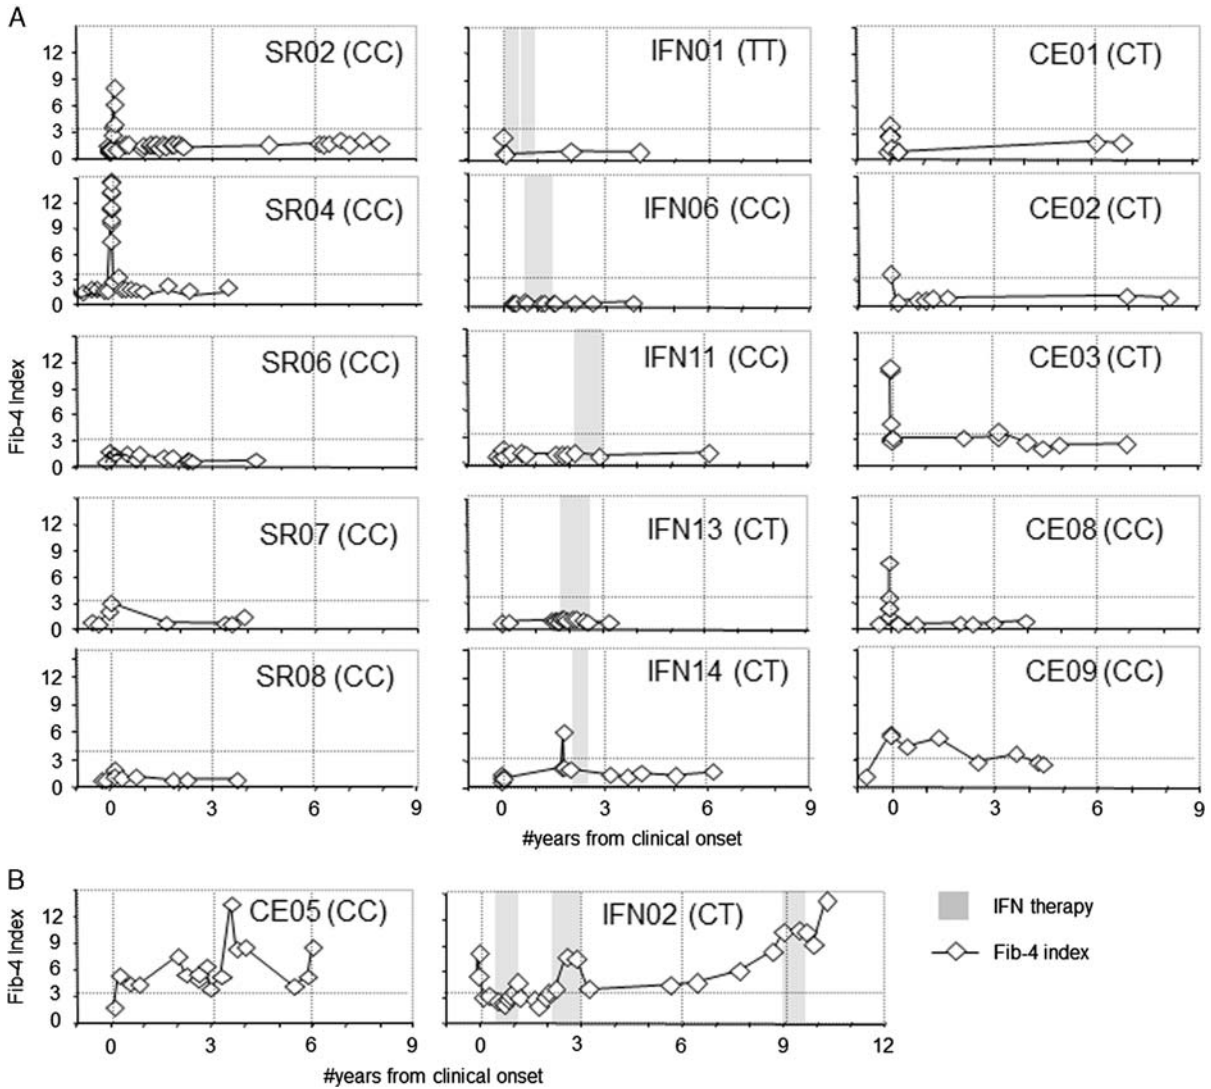 A
SR02 (CC) IFN01 (TT) CE01 (CT)
12
9
6
3
0
SR04 (CC) IFN06 (CC) CE02 (CT)
12
9
6
3
0
SR06 (CC) IFN11 (CC) CE03 (CT)
12
9
6
3
0
Fib-4 Index
SR07 (CC) IFN13 (CT) CE08 (CC)
12
9
6
3
0
SR08 (CC) IFN14 (CT) CE09 (CC)
12
9
6
3
0
0 3 6 9 0 3 6 9 0 3 6 9
#years from clinical onset
B
CE05 (CC) IFN02 (CT)
12
9
6
3
0
Fib-4 Index
0 3 6 9 0 3 6 9 12
#years from clinical onset
IFN therapy
Fib-4 index